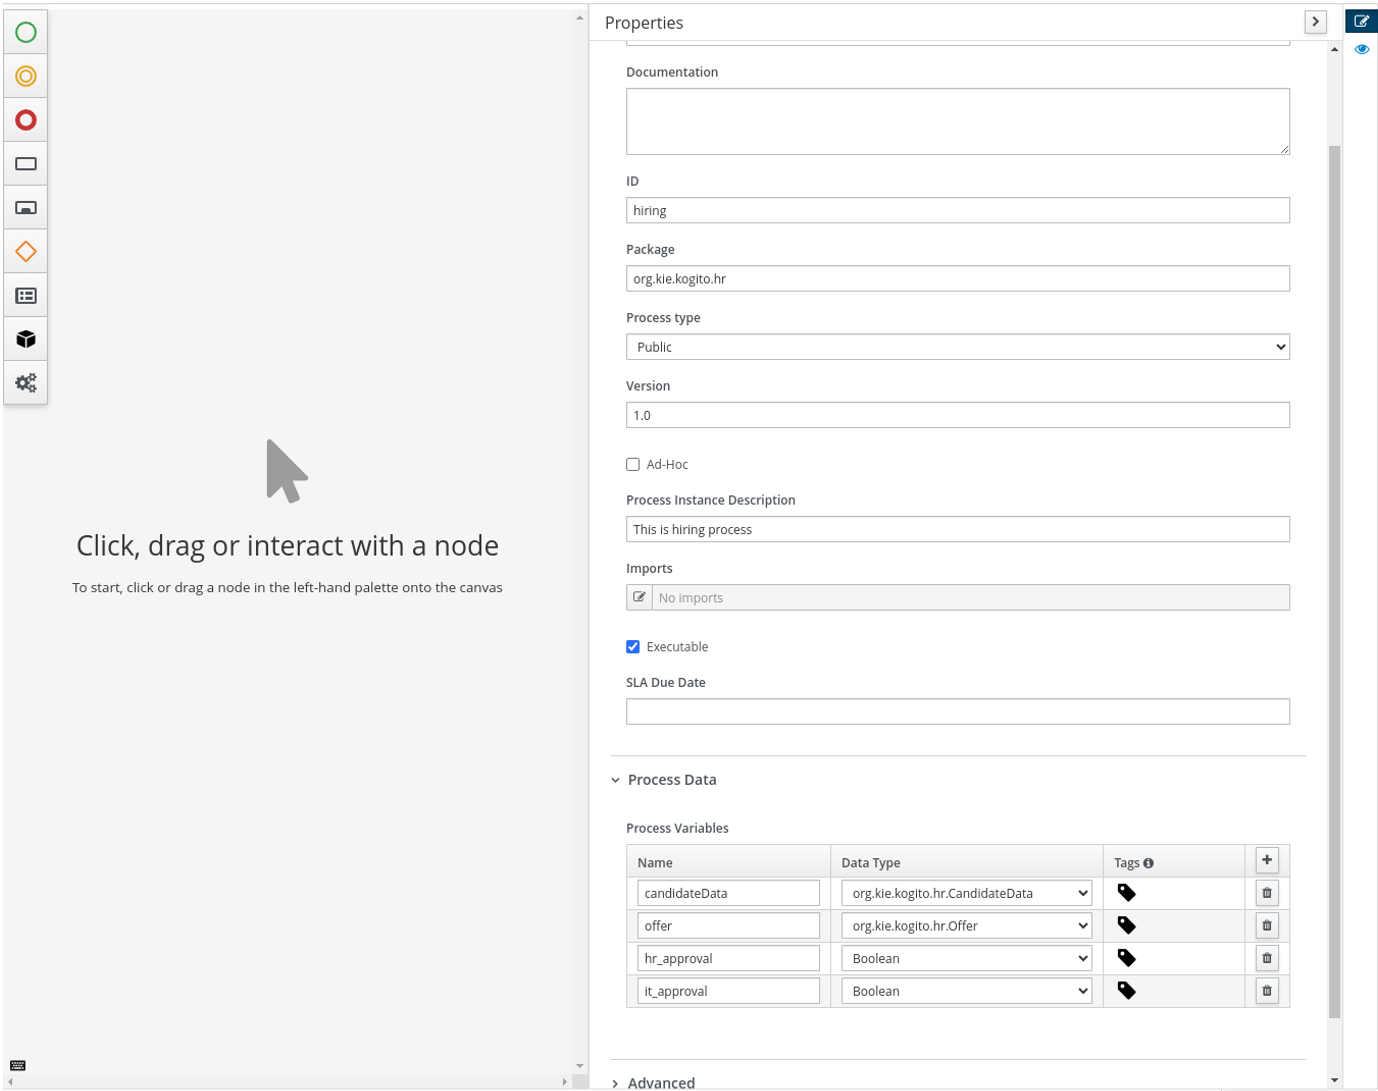 Properties
Documentation
ID
hiring
Package
org.kie.kogito.hr
Process type
Public
Version
1.0
Ad-Hoc
Process Instance Description
This is hiring process
Imports
No imports
Executable
SLA Due Date
Process Data
Process Variables
Name Data Type Tags
candidateData org.kie.kogito.hr.CandidateData
offer org.kie.kogito.hr.Offer
hr_approval Boolean
it_approval Boolean
Advanced
Click, drag or interact with a node
To start, click or drag a node in the left-hand palette onto the canvas